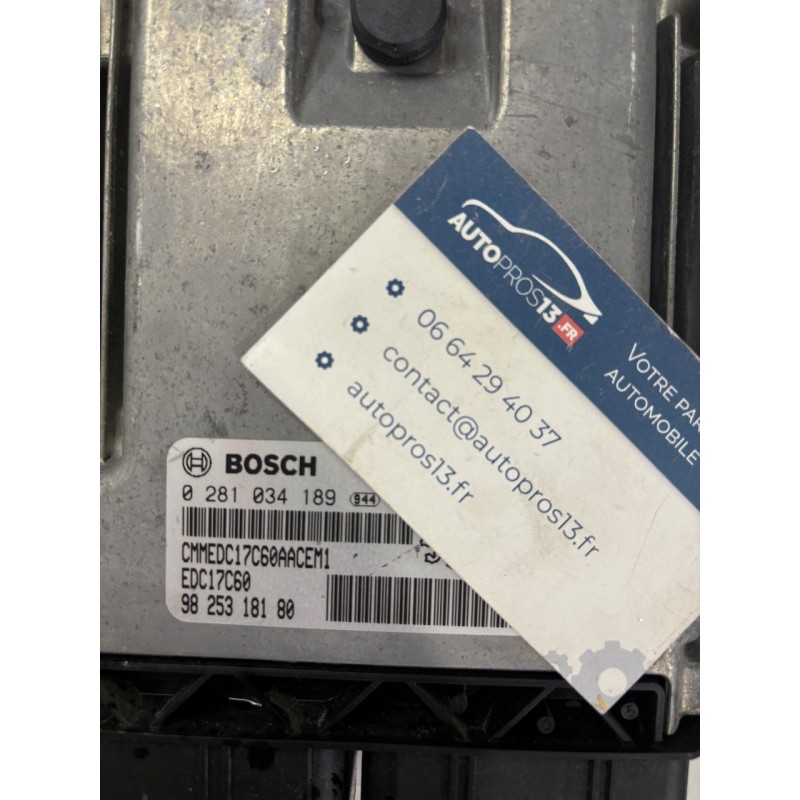 AUTOPROS13.FR
VOTRE PAR
AUTOMOBILE
06 64 29 40 37
contact@autopros13.fr
autopros13.fr
BOSCH
0 281 034 189 944
CMMEDC17C60AACEM1
EDC17C60
98 253 181 80